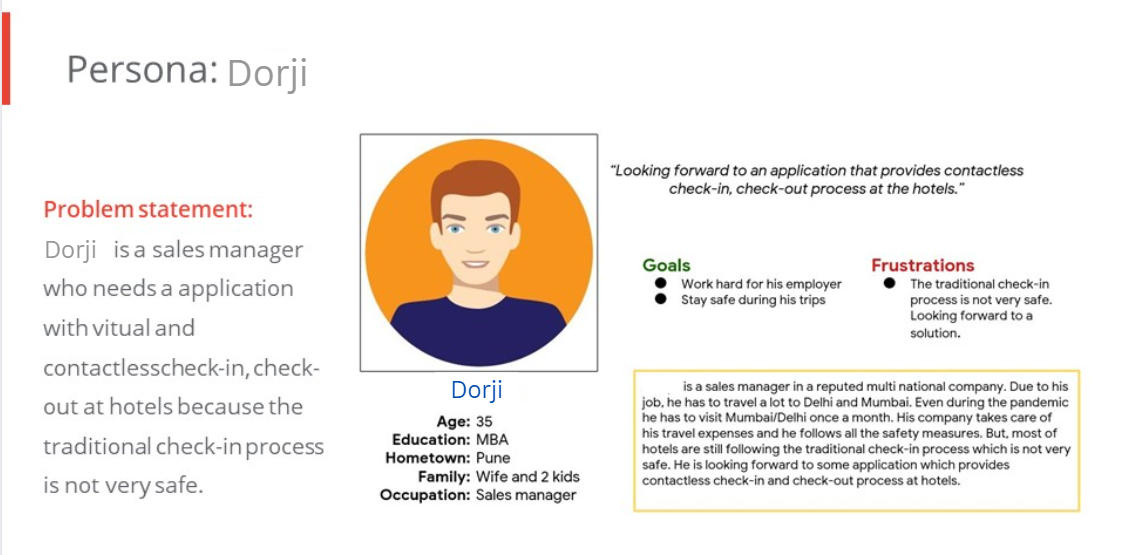 Persona: Dorji
Problem statement:
Dorji is a sales manager
who needs a application
with vitual and
contactlesscheck-in, check-
out at hotels because the
traditional check-in process
is not very safe.
Dorji
Age: 35
Education: MBA
Hometown: Pune
Family: Wife and 2 kids
Occupation: Sales manager
“Looking forward to an application that provides contactless
check-in, check-out process at the hotels.”
Goals
● Work hard for his employer
● Stay safe during his trips
Frustrations
● The traditional check-in
process is not very safe.
Looking forward to a
solution.
is a sales manager in a reputed multi national company. Due to his
job, he has to travel a lot to Delhi and Mumbai. Even during the pandemic
he has to visit Mumbai/Delhi once a month. His company takes care of
his travel expenses and he follows all the safety measures. But, most of
hotels are still following the traditional check-in process which is not very
safe. He is looking forward to some application which provides
contactless check-in and check-out process at hotels.